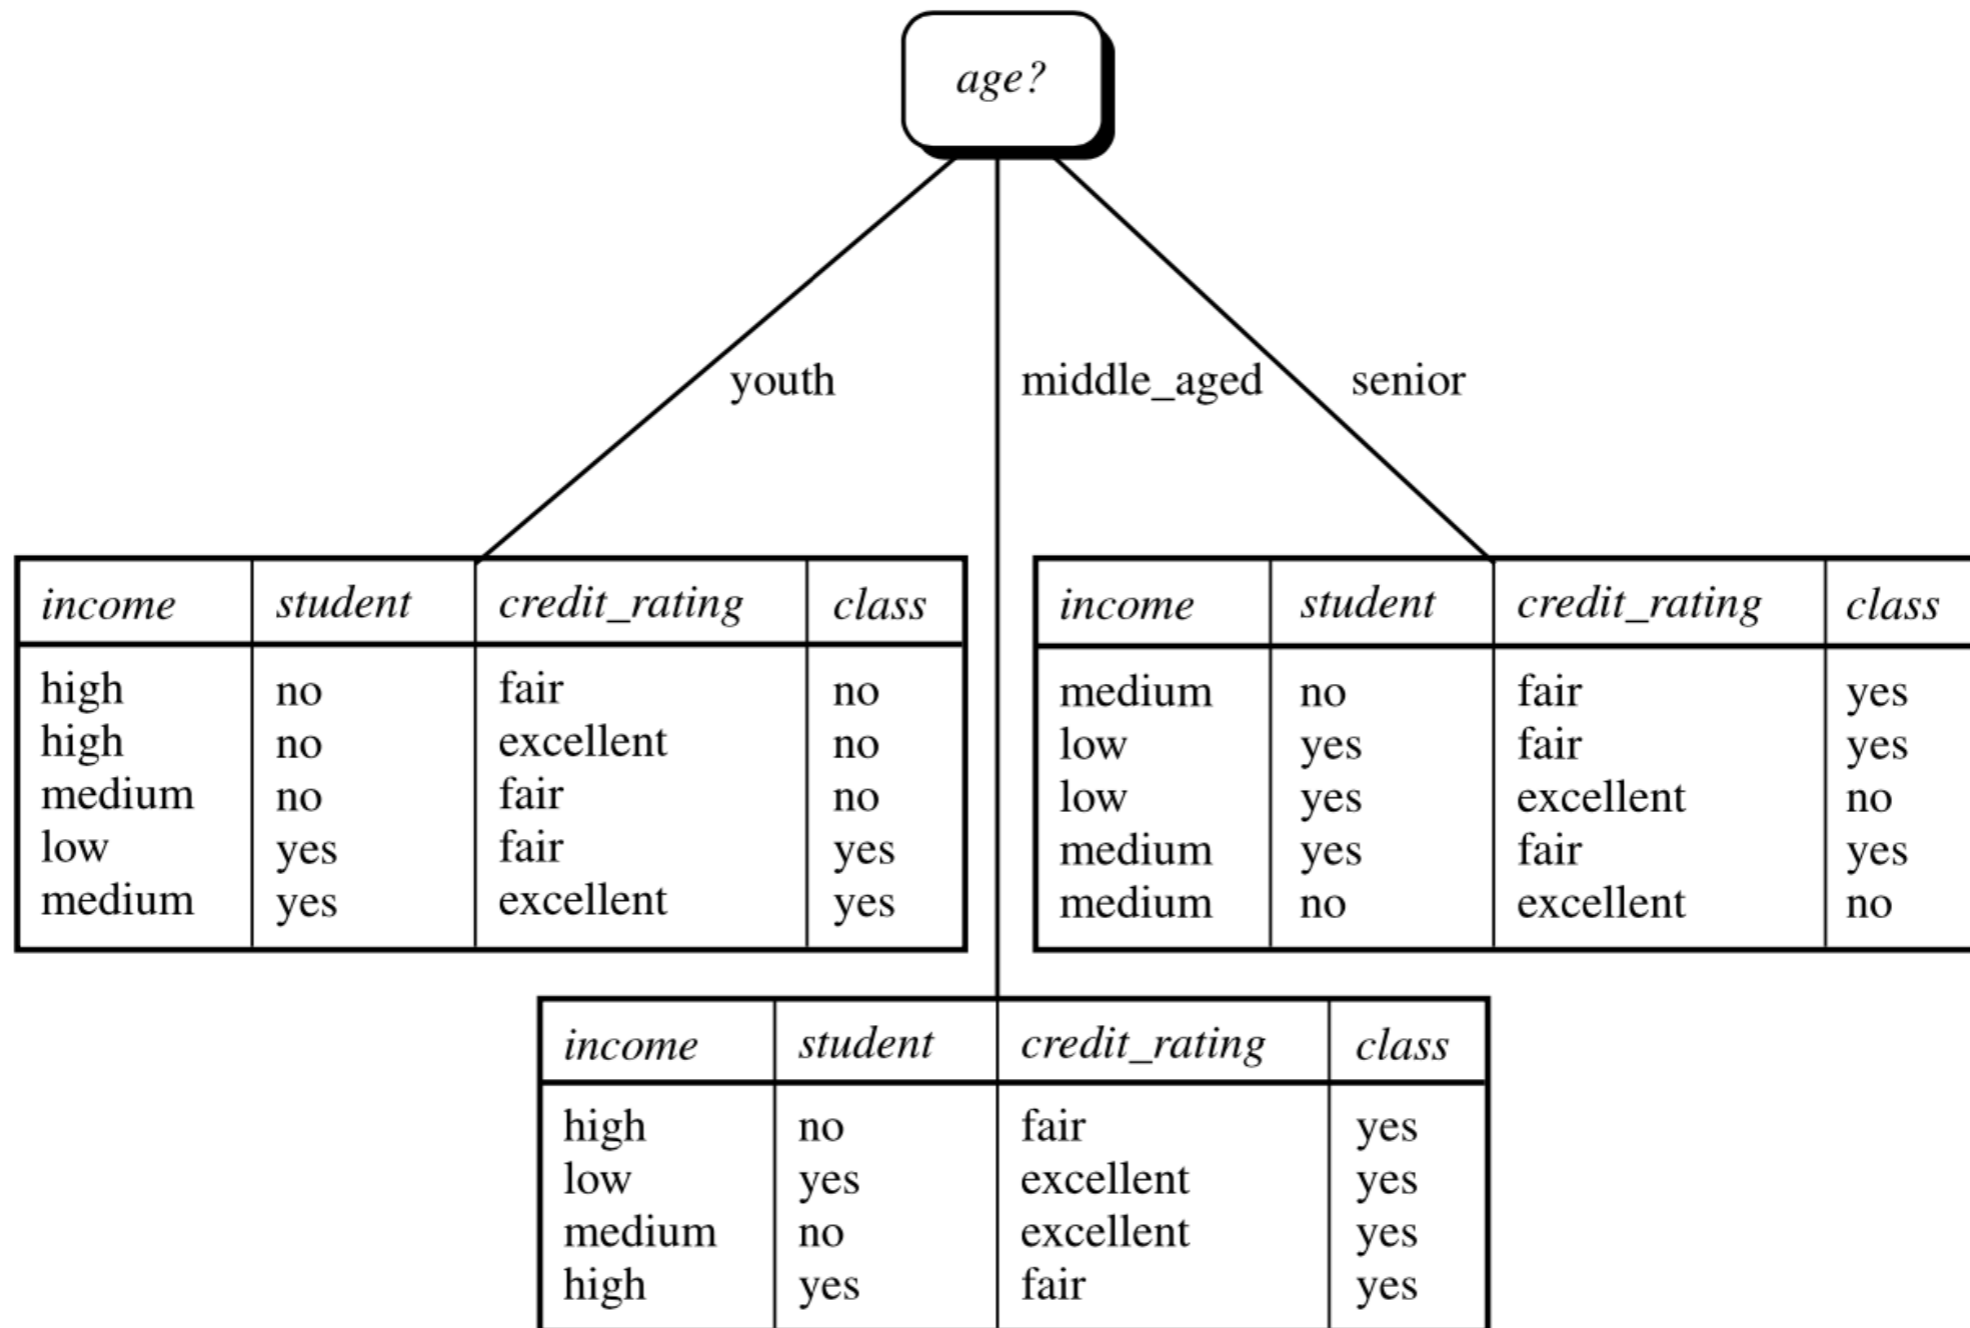 age?
youth middle_aged senior
income student credit_rating class
high no fair no
high no excellent no
medium no fair no
low yes fair yes
medium yes excellent yes
income student credit_rating class
medium no fair yes
low yes fair yes
low yes excellent no
medium yes fair yes
medium no excellent no
income student credit_rating class
high no fair yes
low yes excellent yes
medium no excellent yes
high yes fair yes